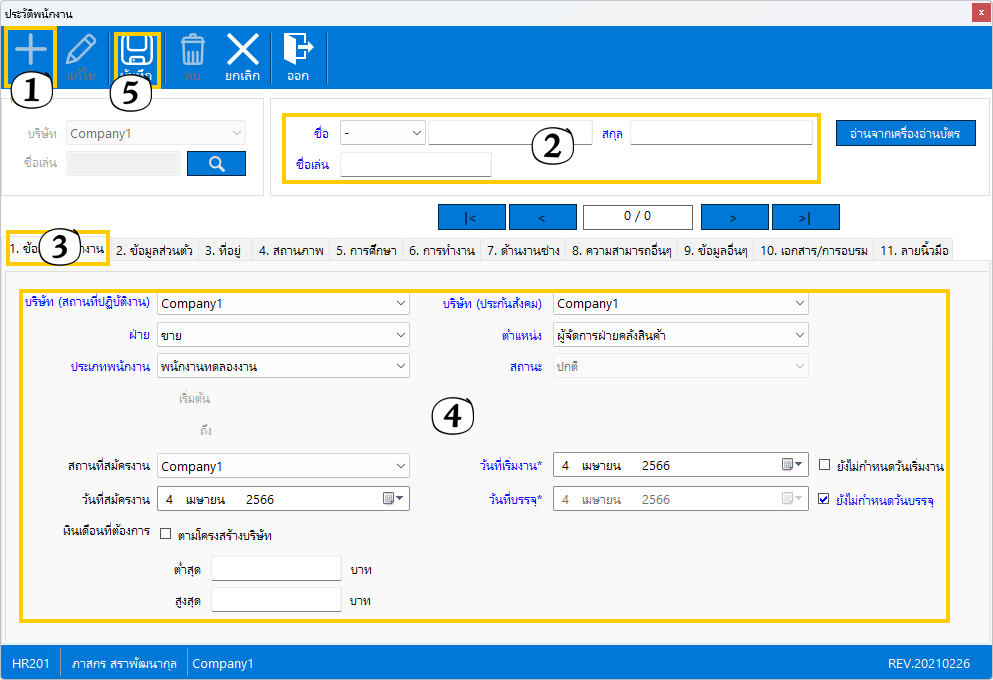 ประวัติพนักงาน
x
แก้ไข บันทึก ลบ ยกเลิก ออก
1 5
บริษัท Company1
ชื่อเล่น
ชื่อ - สกุล
2
ชื่อเล่น
อ่านจากเครื่องอ่านบัตร
|< < 0 / 0 > >|
3
1. ข้อ งาน 2. ข้อมูลส่วนตัว 3. ที่อยู่ 4. สถานภาพ 5. การศึกษา 6. การทำงาน 7. ด้านงานช่าง 8. ความสามารถอื่นๆ 9. ข้อมูลอื่นๆ 10. เอกสาร/การอบรม 11. ลายนิ้วมือ
บริษัท (สถานที่ปฏิบัติงาน) Company1 บริษัท (ประกันสังคม) Company1
ฝ่าย ขาย ตำแหน่ง ผู้จัดการฝ่ายคลังสินค้า
ประเภทพนักงาน พนักงานทดลองงาน สถานะ ปกติ
เริ่มต้น
4
ถึง
สถานที่สมัครงาน Company1 วันที่เริ่มงาน* 4 เมษายน 2566 ยังไม่กำหนดวันเริ่มงาน
วันที่สมัครงาน 4 เมษายน 2566 วันที่บรรจุ* 4 เมษายน 2566 ยังไม่กำหนดวันบรรจุ
เงินเดือนที่ต้องการ ตามโครงสร้างบริษัท
ต่ำสุด บาท
สูงสุด บาท
HR201 ภาสกร สราพัฒนากุล Company1 REV.20210226